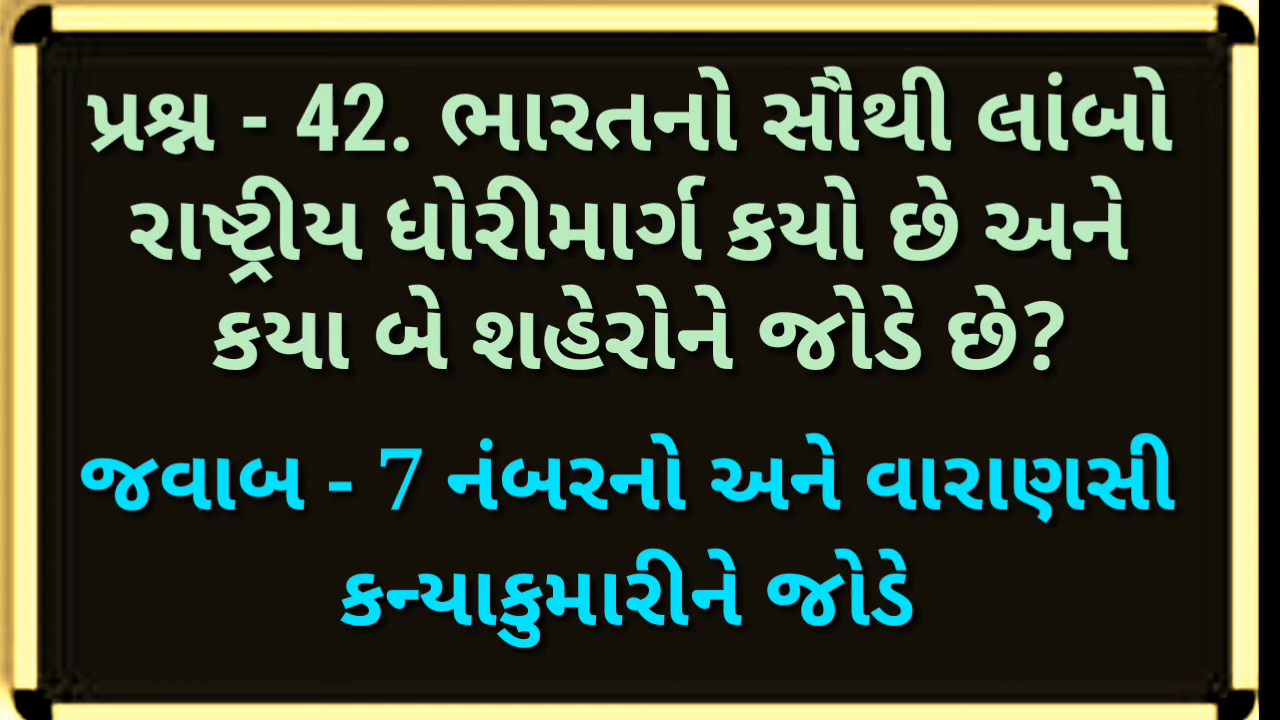 પ્રશ્ન - 42. ભારતનો સૌથી લાંબો
રાષ્ટ્રીય ધોરીમાર્ગ કયો છે અને
કયા બે શહેરોને જોડે છે?
જવાબ - 7 નંબરનો અને વારાણસી
કન્યાકુમારીને જોડે